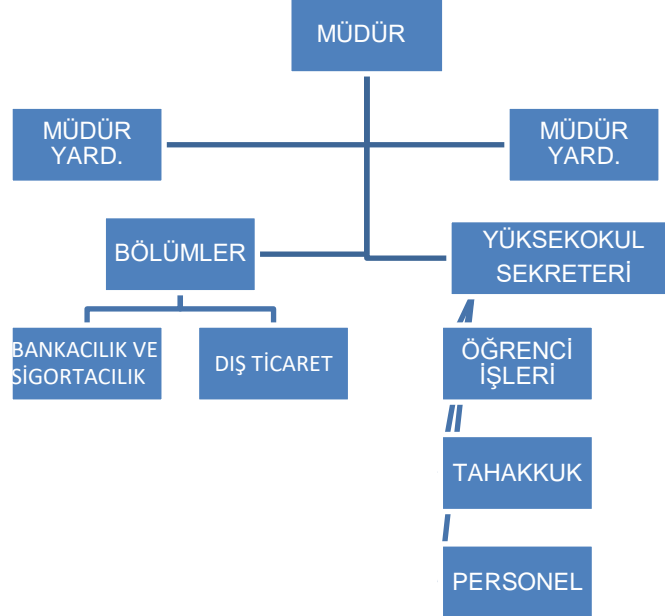 MÜDÜR
MÜDÜR
YARD.
MÜDÜR
YARD.
BÖLÜMLER
YÜKSEKOKUL
SEKRETERİ
BANKACILIK VE
SİGORTACILIK
DIŞ TİCARET
ÖĞRENCİ
İŞLERİ
TAHAKKUK
PERSONEL